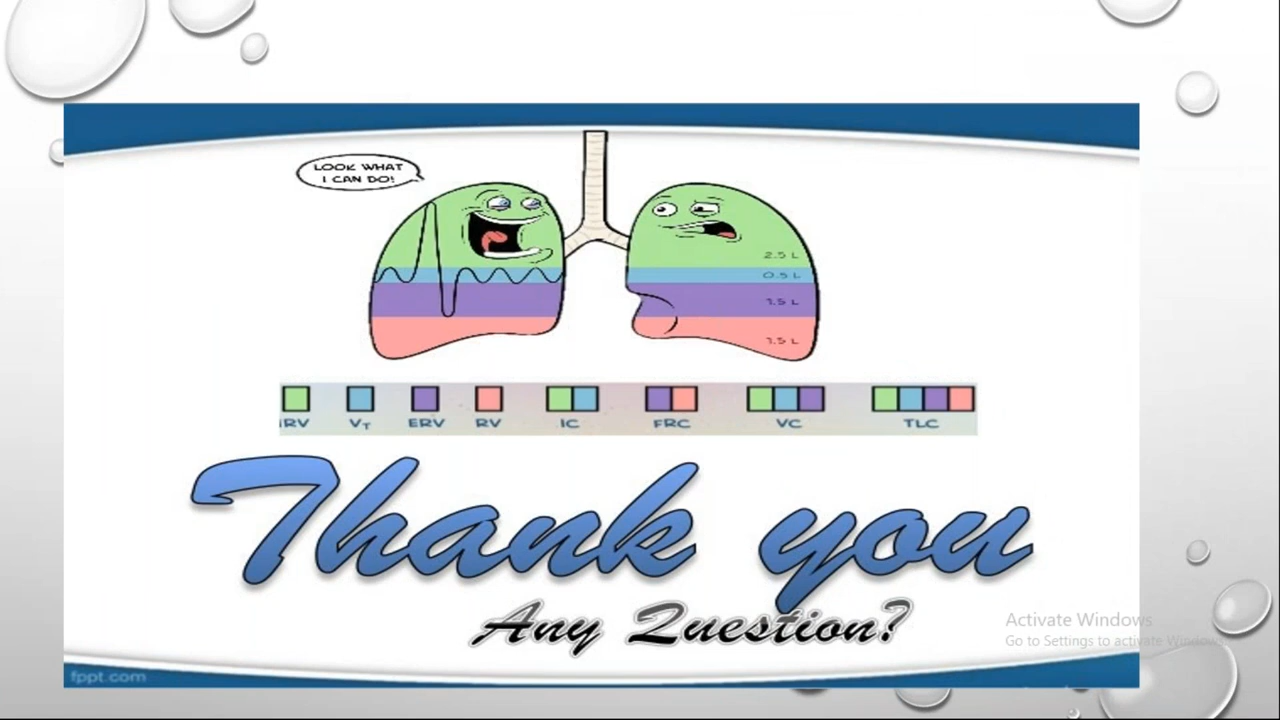 LOOK WHAT
I CAN DO!
2.5 L
0.5 L
1.5 L
1.5 L
IRV VT ERV RV IC FRC VC TLC
Thank you
Any Question?
Activate Windows
Go to Settings to activate Windows
fppt.com